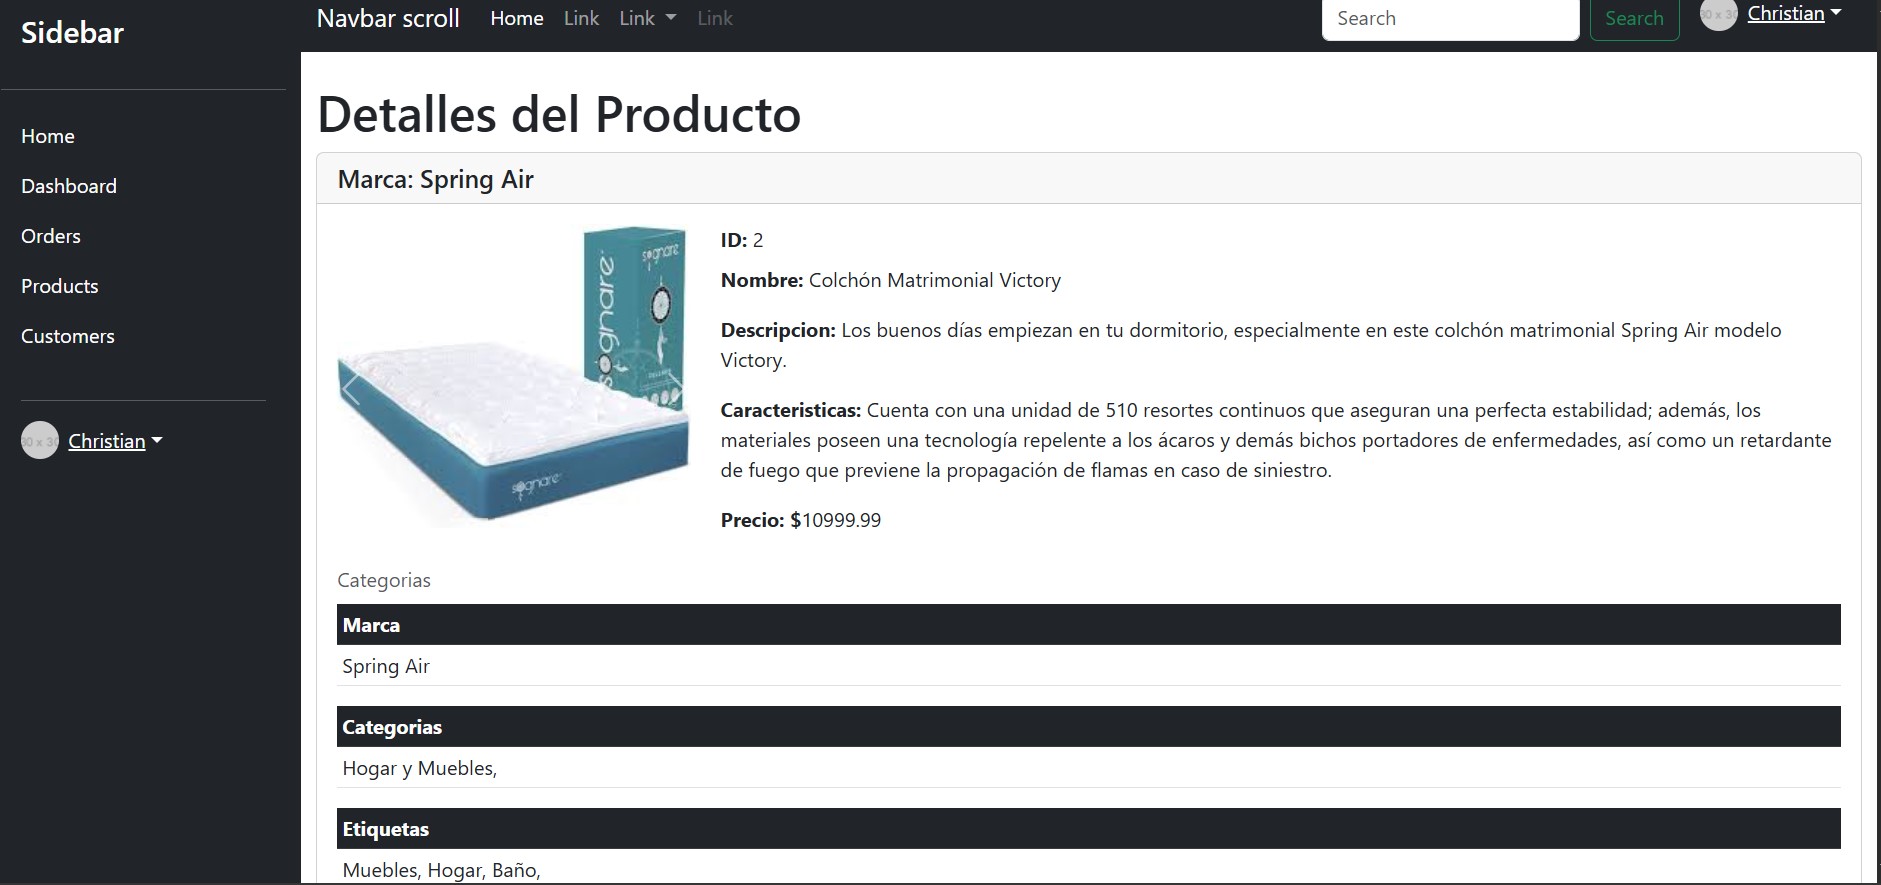 Sidebar
Home
Dashboard
Orders
Products
Customers
Christian
Navbar scroll Home Link Link Link
Search Search Christian
Detalles del Producto
Marca: Spring Air
sognare
sognare
sognare
ID: 2
Nombre: Colchón Matrimonial Victory
Descripcion: Los buenos días empiezan en tu dormitorio, especialmente en este colchón matrimonial Spring Air modelo
Victory.
Caracteristicas: Cuenta con una unidad de 510 resortes continuos que aseguran una perfecta estabilidad; además, los
materiales poseen una tecnología repelente a los ácaros y demás bichos portadores de enfermedades, así como un retardante
de fuego que previene la propagación de flamas en caso de siniestro.
Precio: $10999.99
Categorias
Marca
Spring Air
Categorias
Hogar y Muebles,
Etiquetas
Muebles, Hogar, Baño,